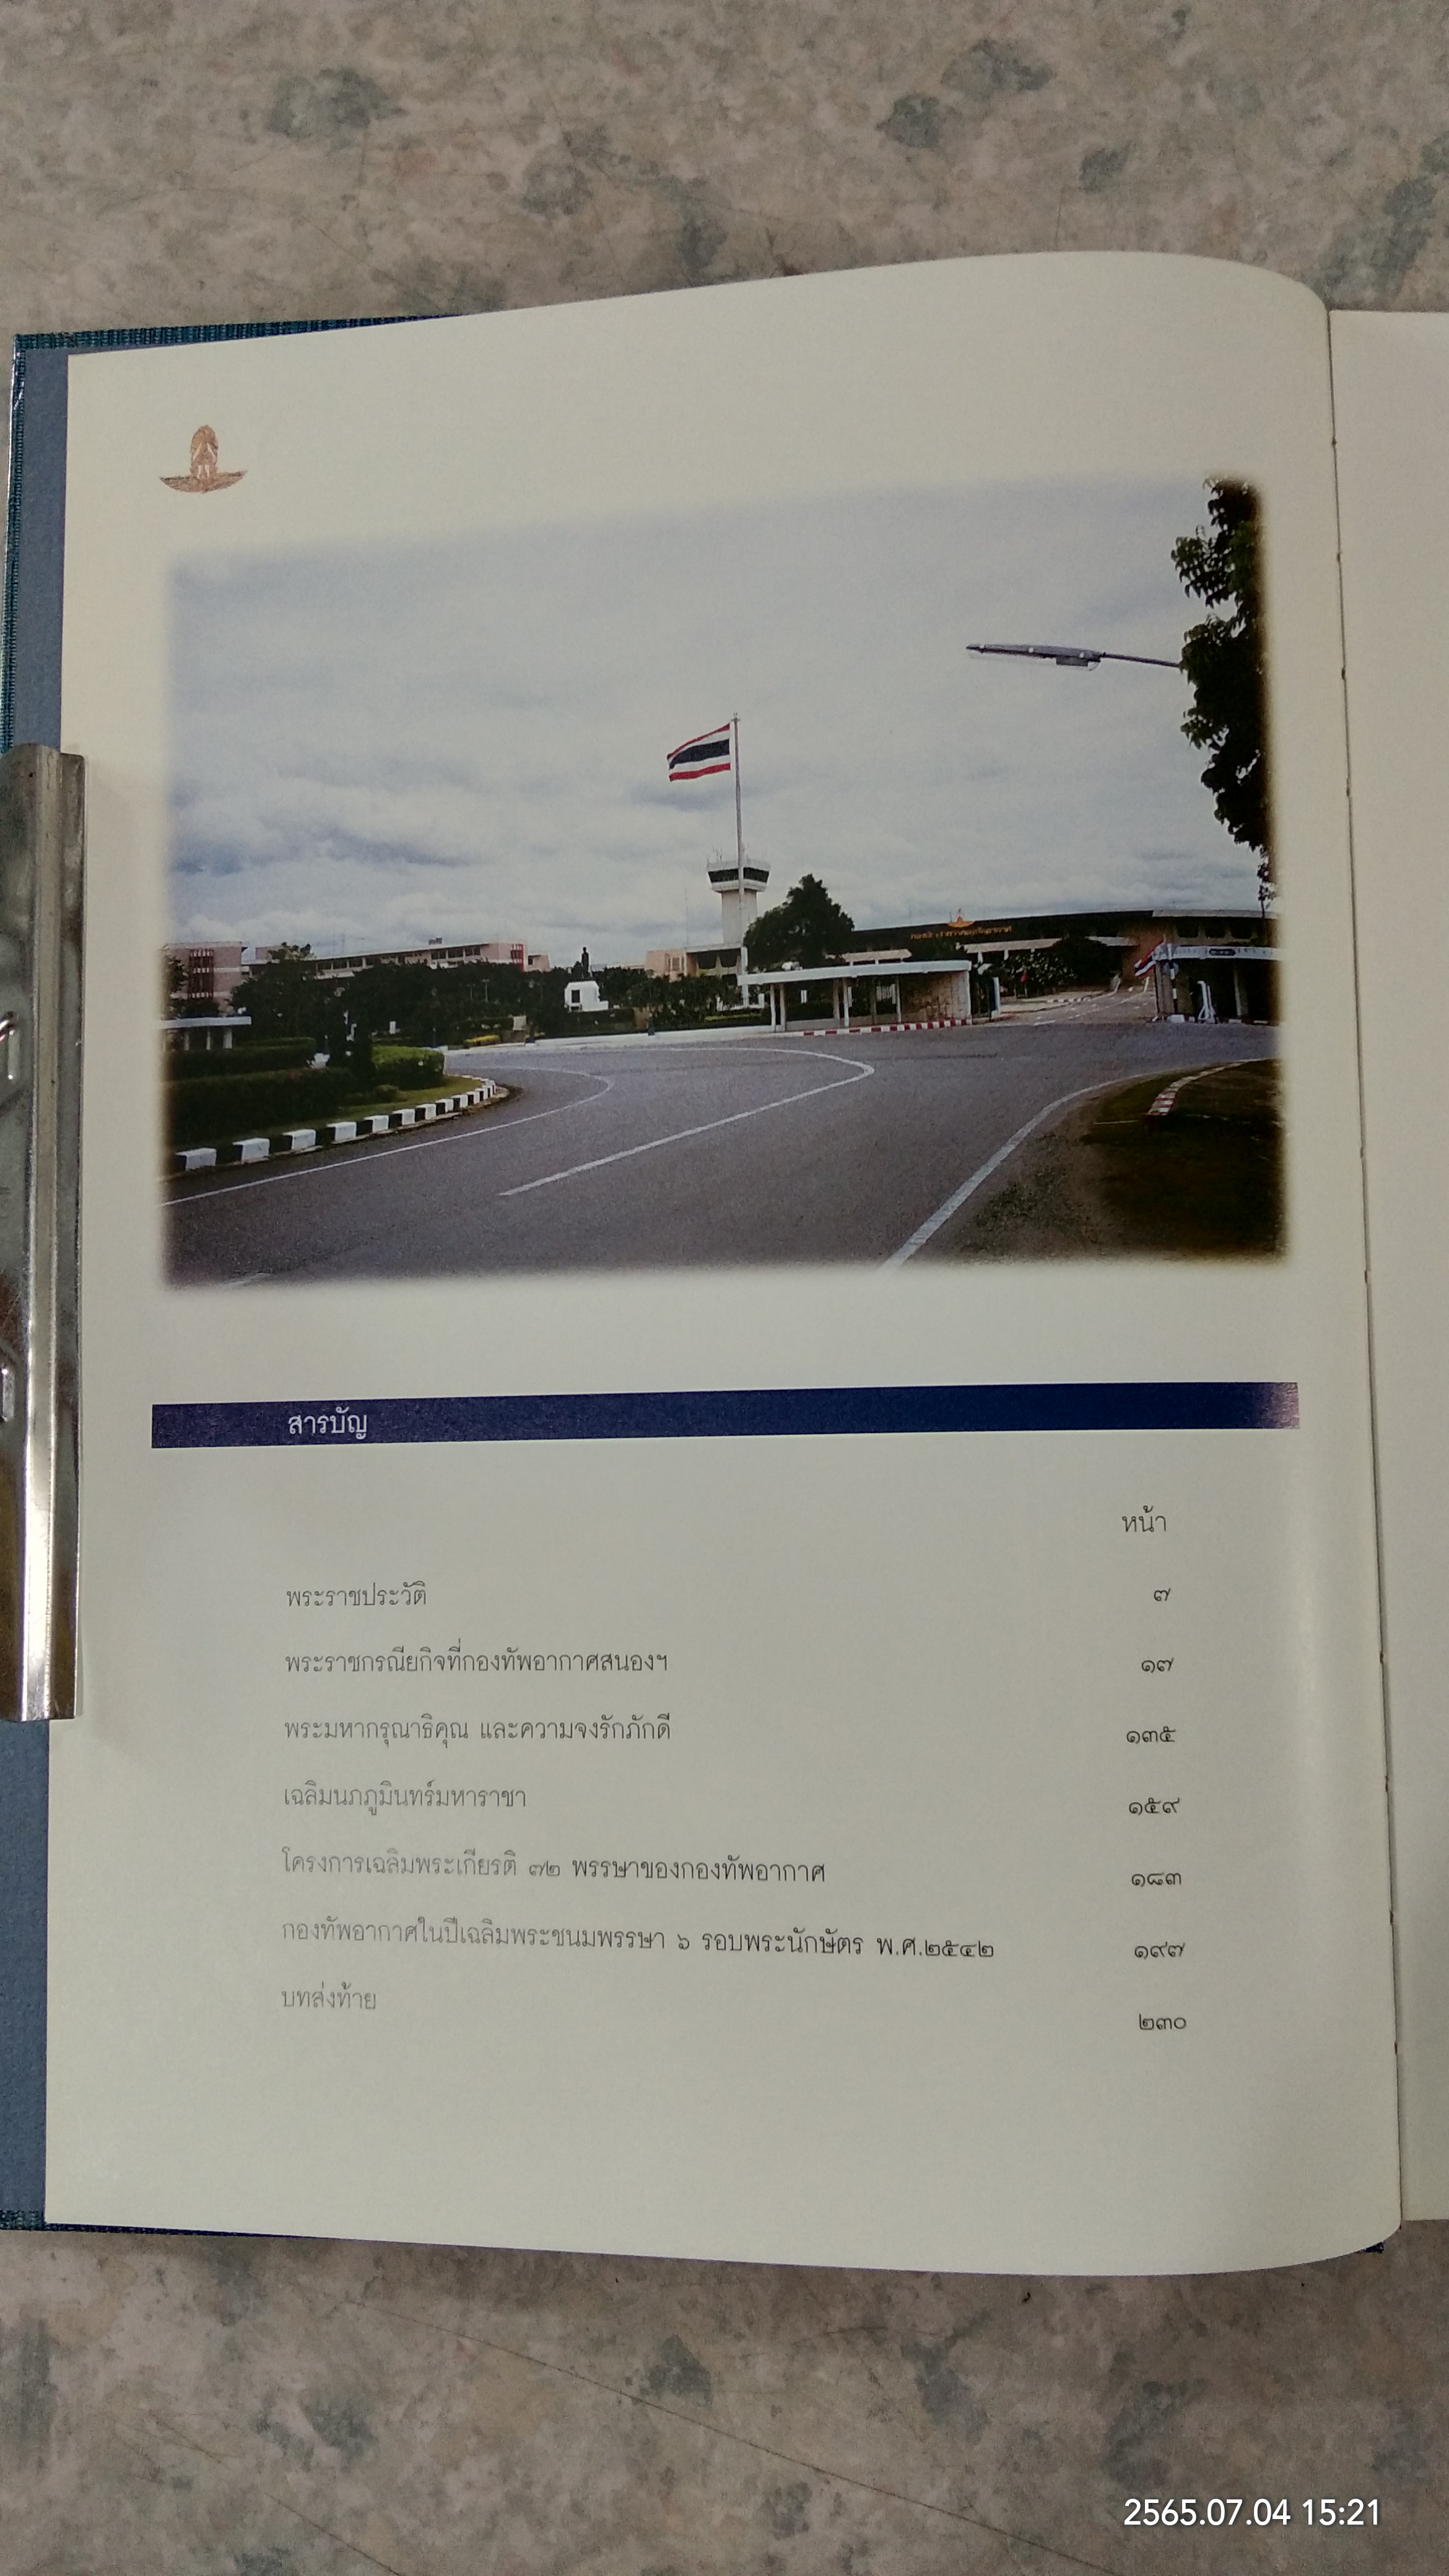 สารบัญ
หน้า
พระราชประวัติ ๗
พระราชกรณียกิจที่กองทัพอากาศสนองฯ ๑๗
พระมหากรุณาธิคุณ และความจงรักภักดี ๑๓๕
เฉลิมนภภูมินทร์มหาราชา ๑๕๙
โครงการเฉลิมพระเกียรติ ๗๒ พรรษาของกองทัพอากาศ ๑๘๓
กองทัพอากาศในปีเฉลิมพระชนมพรรษา ๖ รอบพระนักษัตร พ.ศ.๒๕๔๒ ๑๙๗
บทส่งท้าย ๒๓๐
2565.07.04 15:21